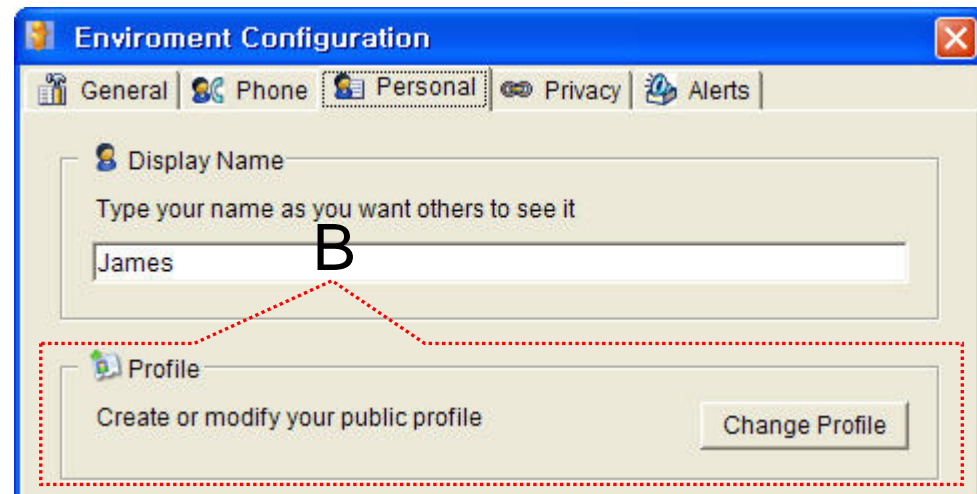 Enviroment Configuration
General Phone Personal Privacy Alerts
Display Name
Type your name as you want others to see it
B
James
Profile
Create or modify your public profile
Change Profile